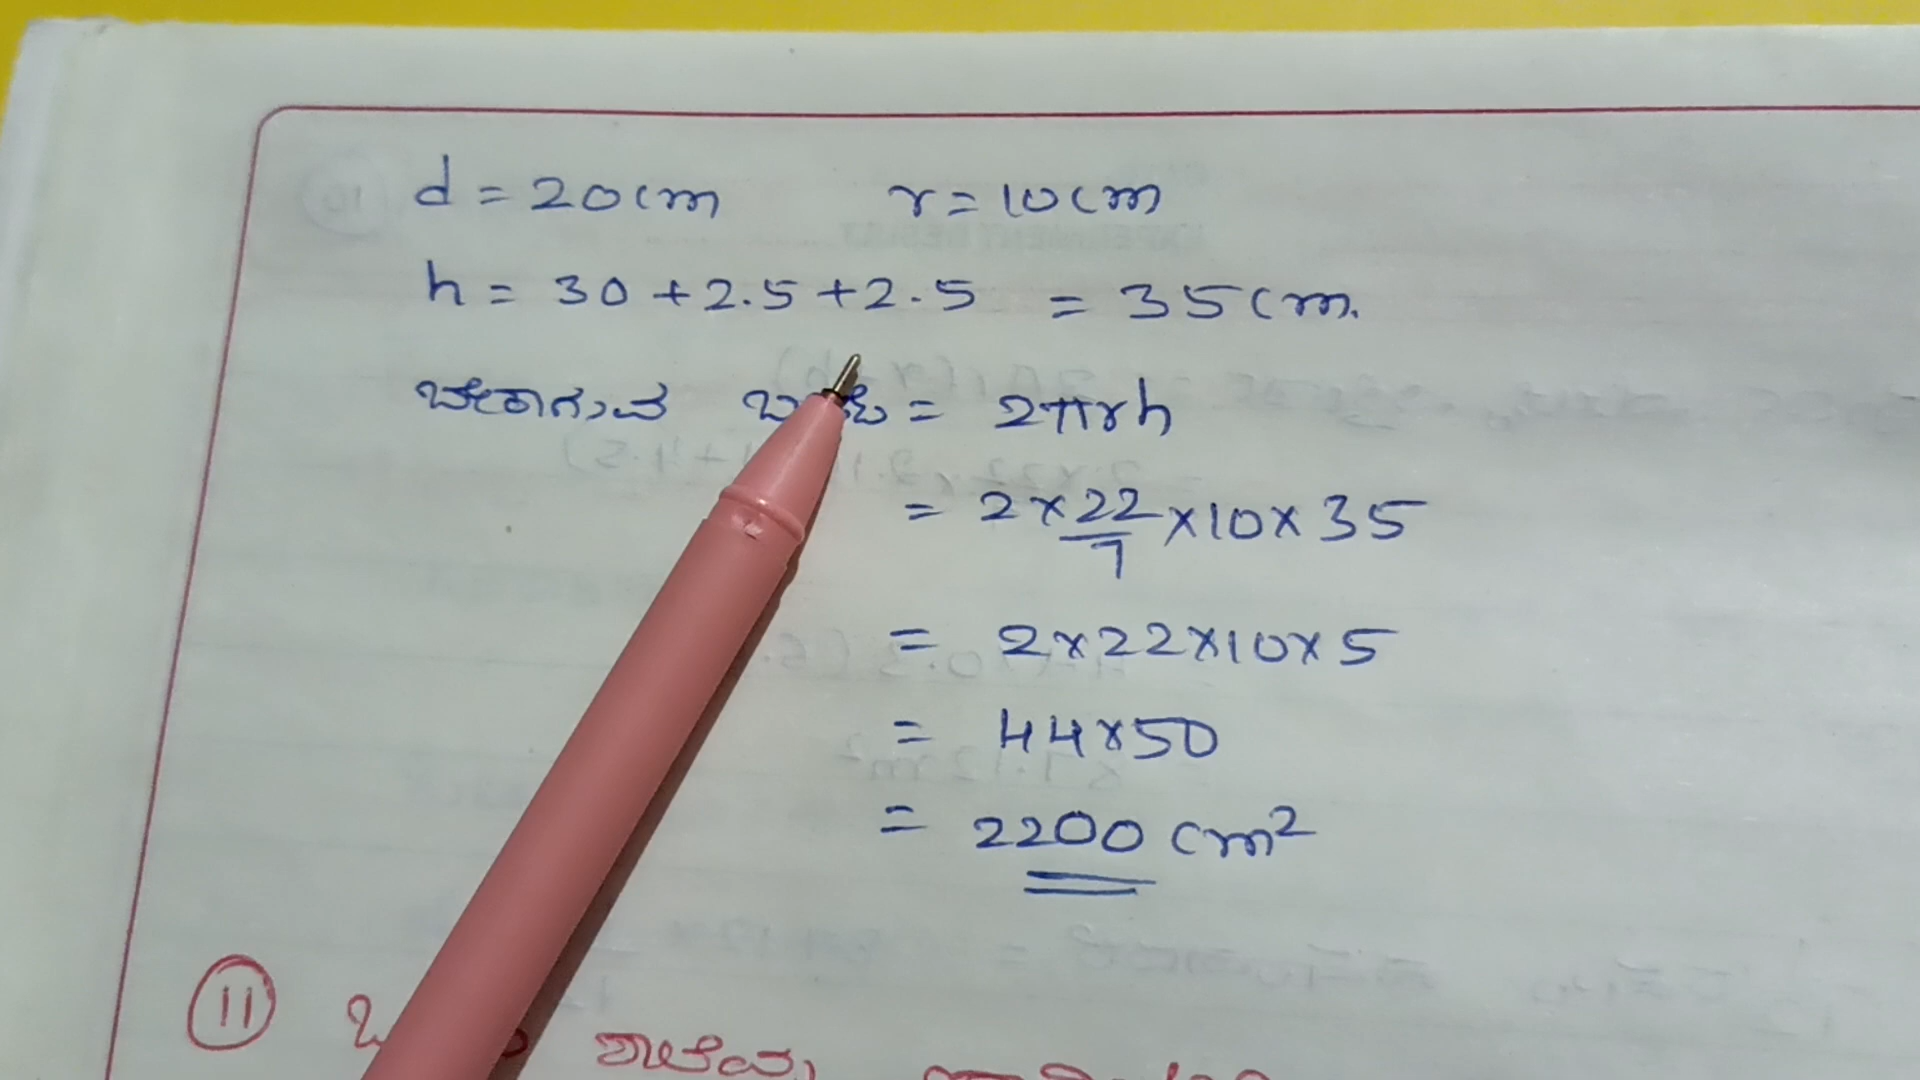 d = 20cm r = 10cm
h = 30 + 2.5 + 2.5 = 35cm.
ಬೇಕಾಗುವ = 2πrh
= 2 × 22/7 × 10 × 35
= 2×22×10×5
= 44×50
= 2200 cm²
11 ಶಾಲೆಯ